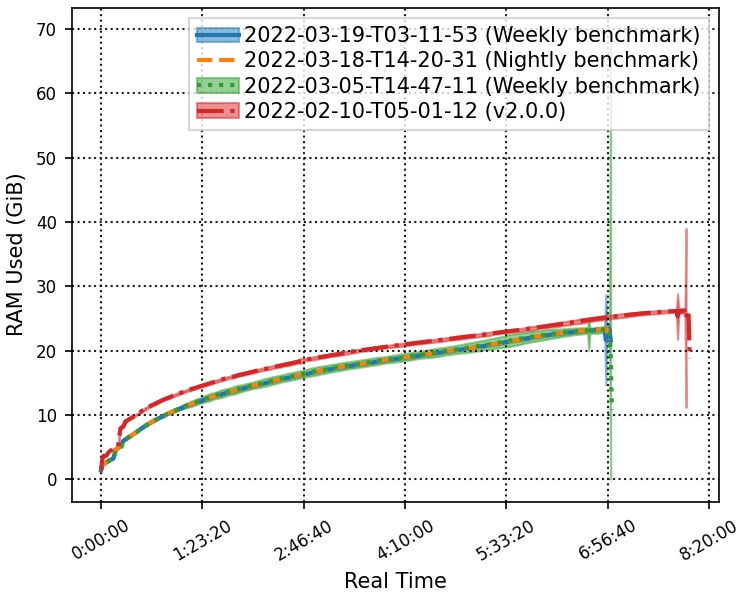 2022-03-19-T03-11-53 (Weekly benchmark)
2022-03-18-T14-20-31 (Nightly benchmark)
2022-03-05-T14-47-11 (Weekly benchmark)
2022-02-10-T05-01-12 (v2.0.0)
RAM Used (GiB)
70
60
50
40
30
20
10
0
0:00:00
1:23:20
2:46:40
4:10:00
5:33:20
6:56:40
8:20:00
Real Time